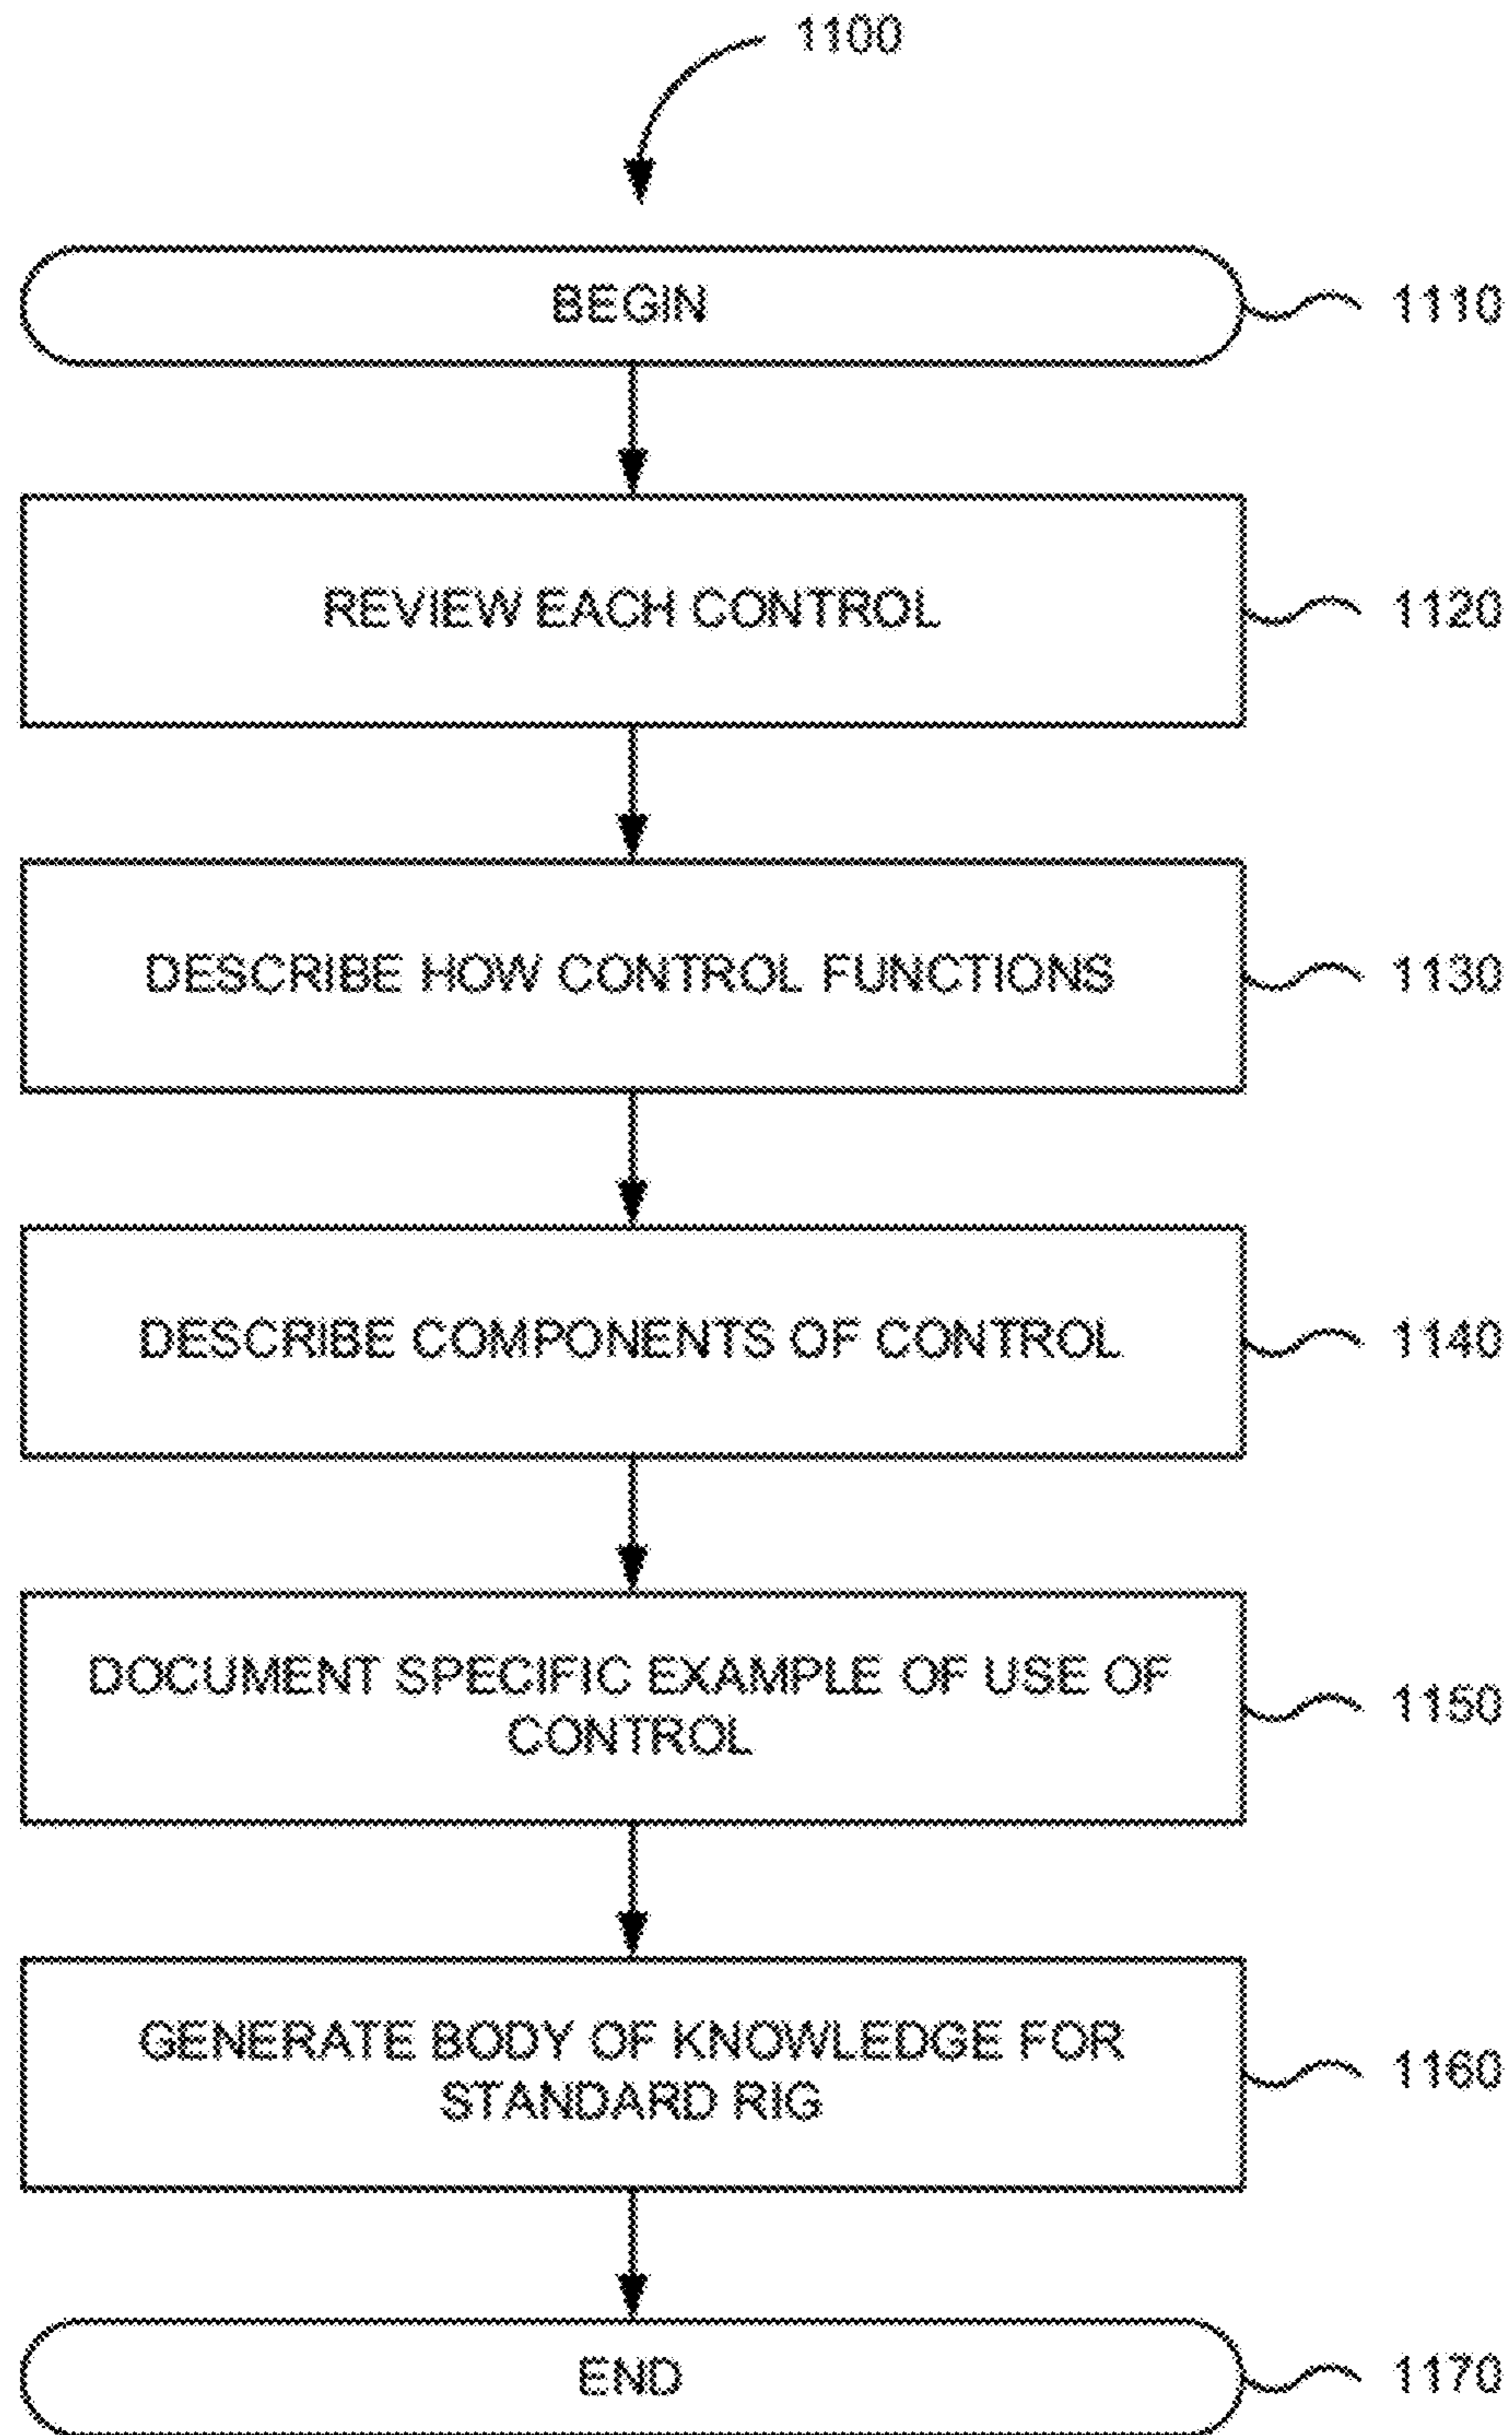 1100
BEGIN
1110
REVIEW EACH CONTROL
1120
DESCRIBE HOW CONTROL FUNCTIONS
1130
DESCRIBE COMPONENTS OF CONTROL
1140
DOCUMENT SPECIFIC EXAMPLE OF USE OF
CONTROL
1150
GENERATE BODY OF KNOWLEDGE FOR
STANDARD RIG
1160
END
1170